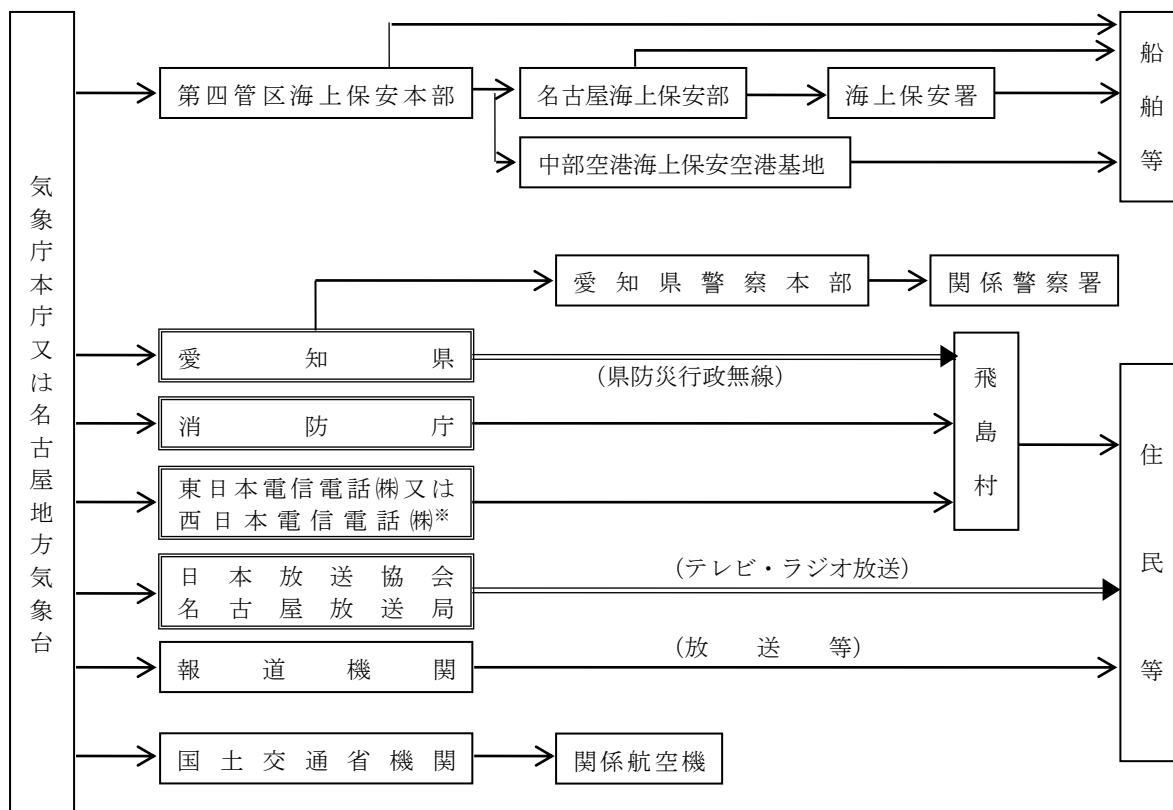 気象庁本庁又は名古屋地方気象台
第四管区海上保安本部
名古屋海上保安部
海上保安署
中部空港海上保安空港基地
船舶等
愛知県警察本部
関係警察署
愛知県
(県防災行政無線)
消防庁
東日本電信電話㈱又は
西日本電信電話㈱※
飛島村
日本放送協会
名古屋放送局
(テレビ・ラジオ放送)
報道機関
(放送等)
住民等
国土交通省機関
関係航空機